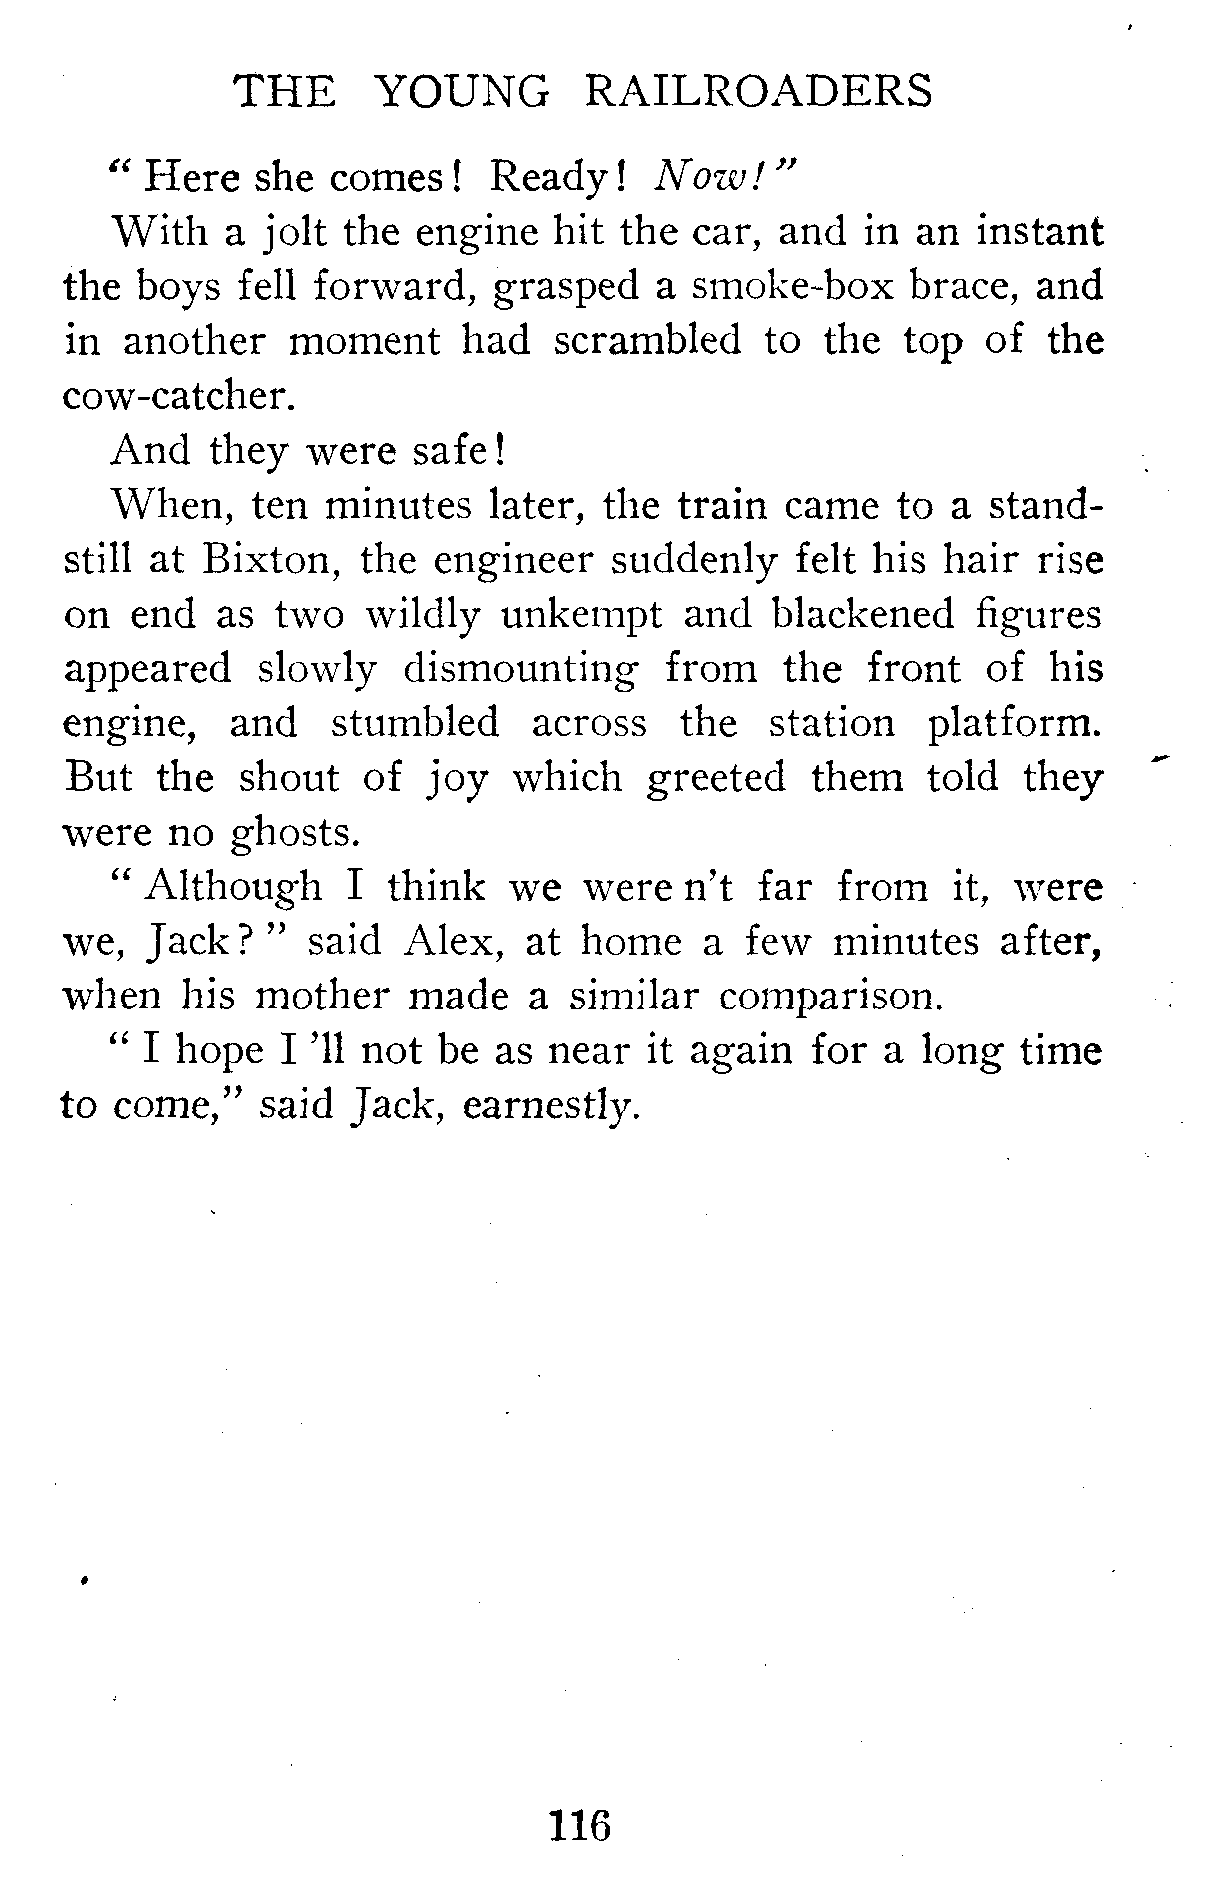 THE YOUNG RAILROADERS
“ Here she comes! Ready! Now!”
With a jolt the engine hit the car, and in an instant
the boys fell forward, grasped a smoke-box brace, and
in another moment had scrambled to the top of the
cow-catcher.
And they were safe!
When, ten minutes later, the train came to a stand-
still at Bixton, the engineer suddenly felt his hair rise
on end as two wildly unkempt and blackened figures
appeared slowly dismounting from the front of his
engine, and stumbled across the station platform.
But the shout of joy which greeted them told they
were no ghosts.
“ Although I think we were n’t far from it, were
we, Jack? ” said Alex, at home a few minutes after,
when his mother made a similar comparison.
“ I hope I ’ll not be as near it again for a long time
to come,” said Jack, earnestly.
116